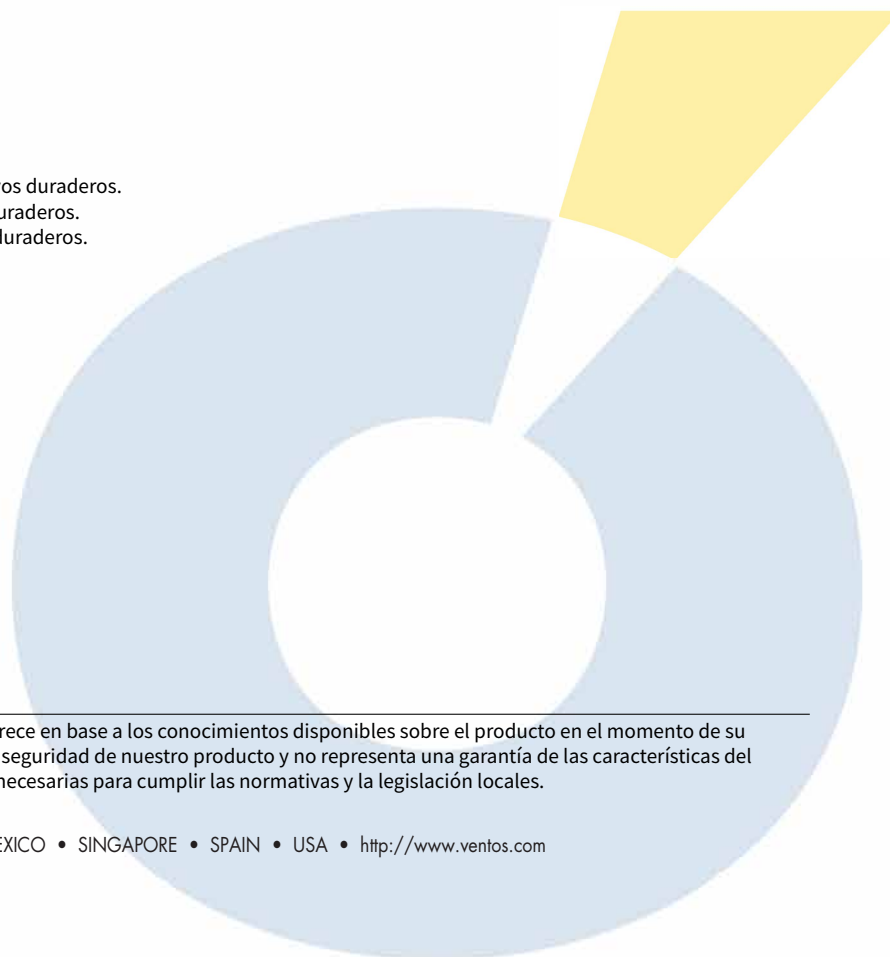 os duraderos.
uraderos.
duraderos.
rece en base a los conocimientos disponibles sobre el producto en el momento de su
seguridad de nuestro producto y no representa una garantía de las características del
necesarias para cumplir las normativas y la legislación locales.
EXICO • SINGAPORE • SPAIN • USA • http://www.ventos.com